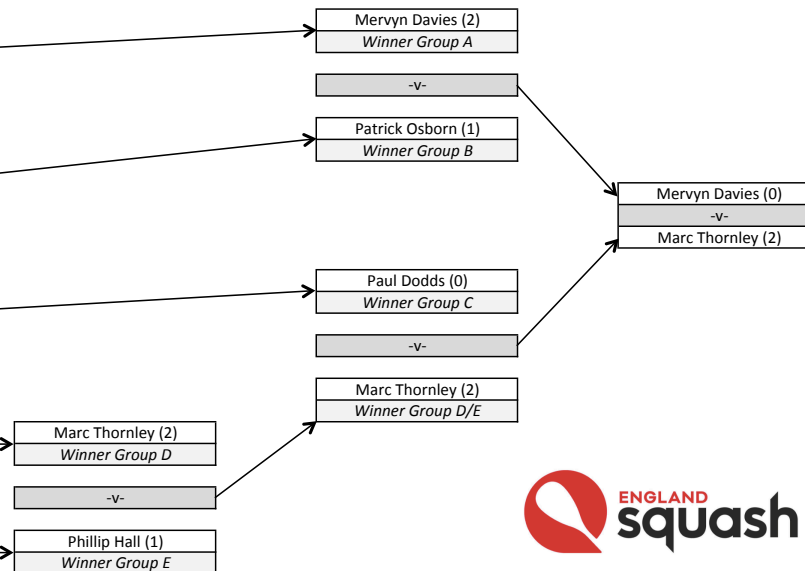 Mervyn Davies (2)
Winner Group A
-v-
Patrick Osborn (1)
Winner Group B
Mervyn Davies (0)
-v-
Marc Thornley (2)
Paul Dodds (0)
Winner Group C
-v-
Marc Thornley (2)
Winner Group D/E
Marc Thornley (2)
Winner Group D
-v-
Phillip Hall (1)
Winner Group E
ENGLAND
squash